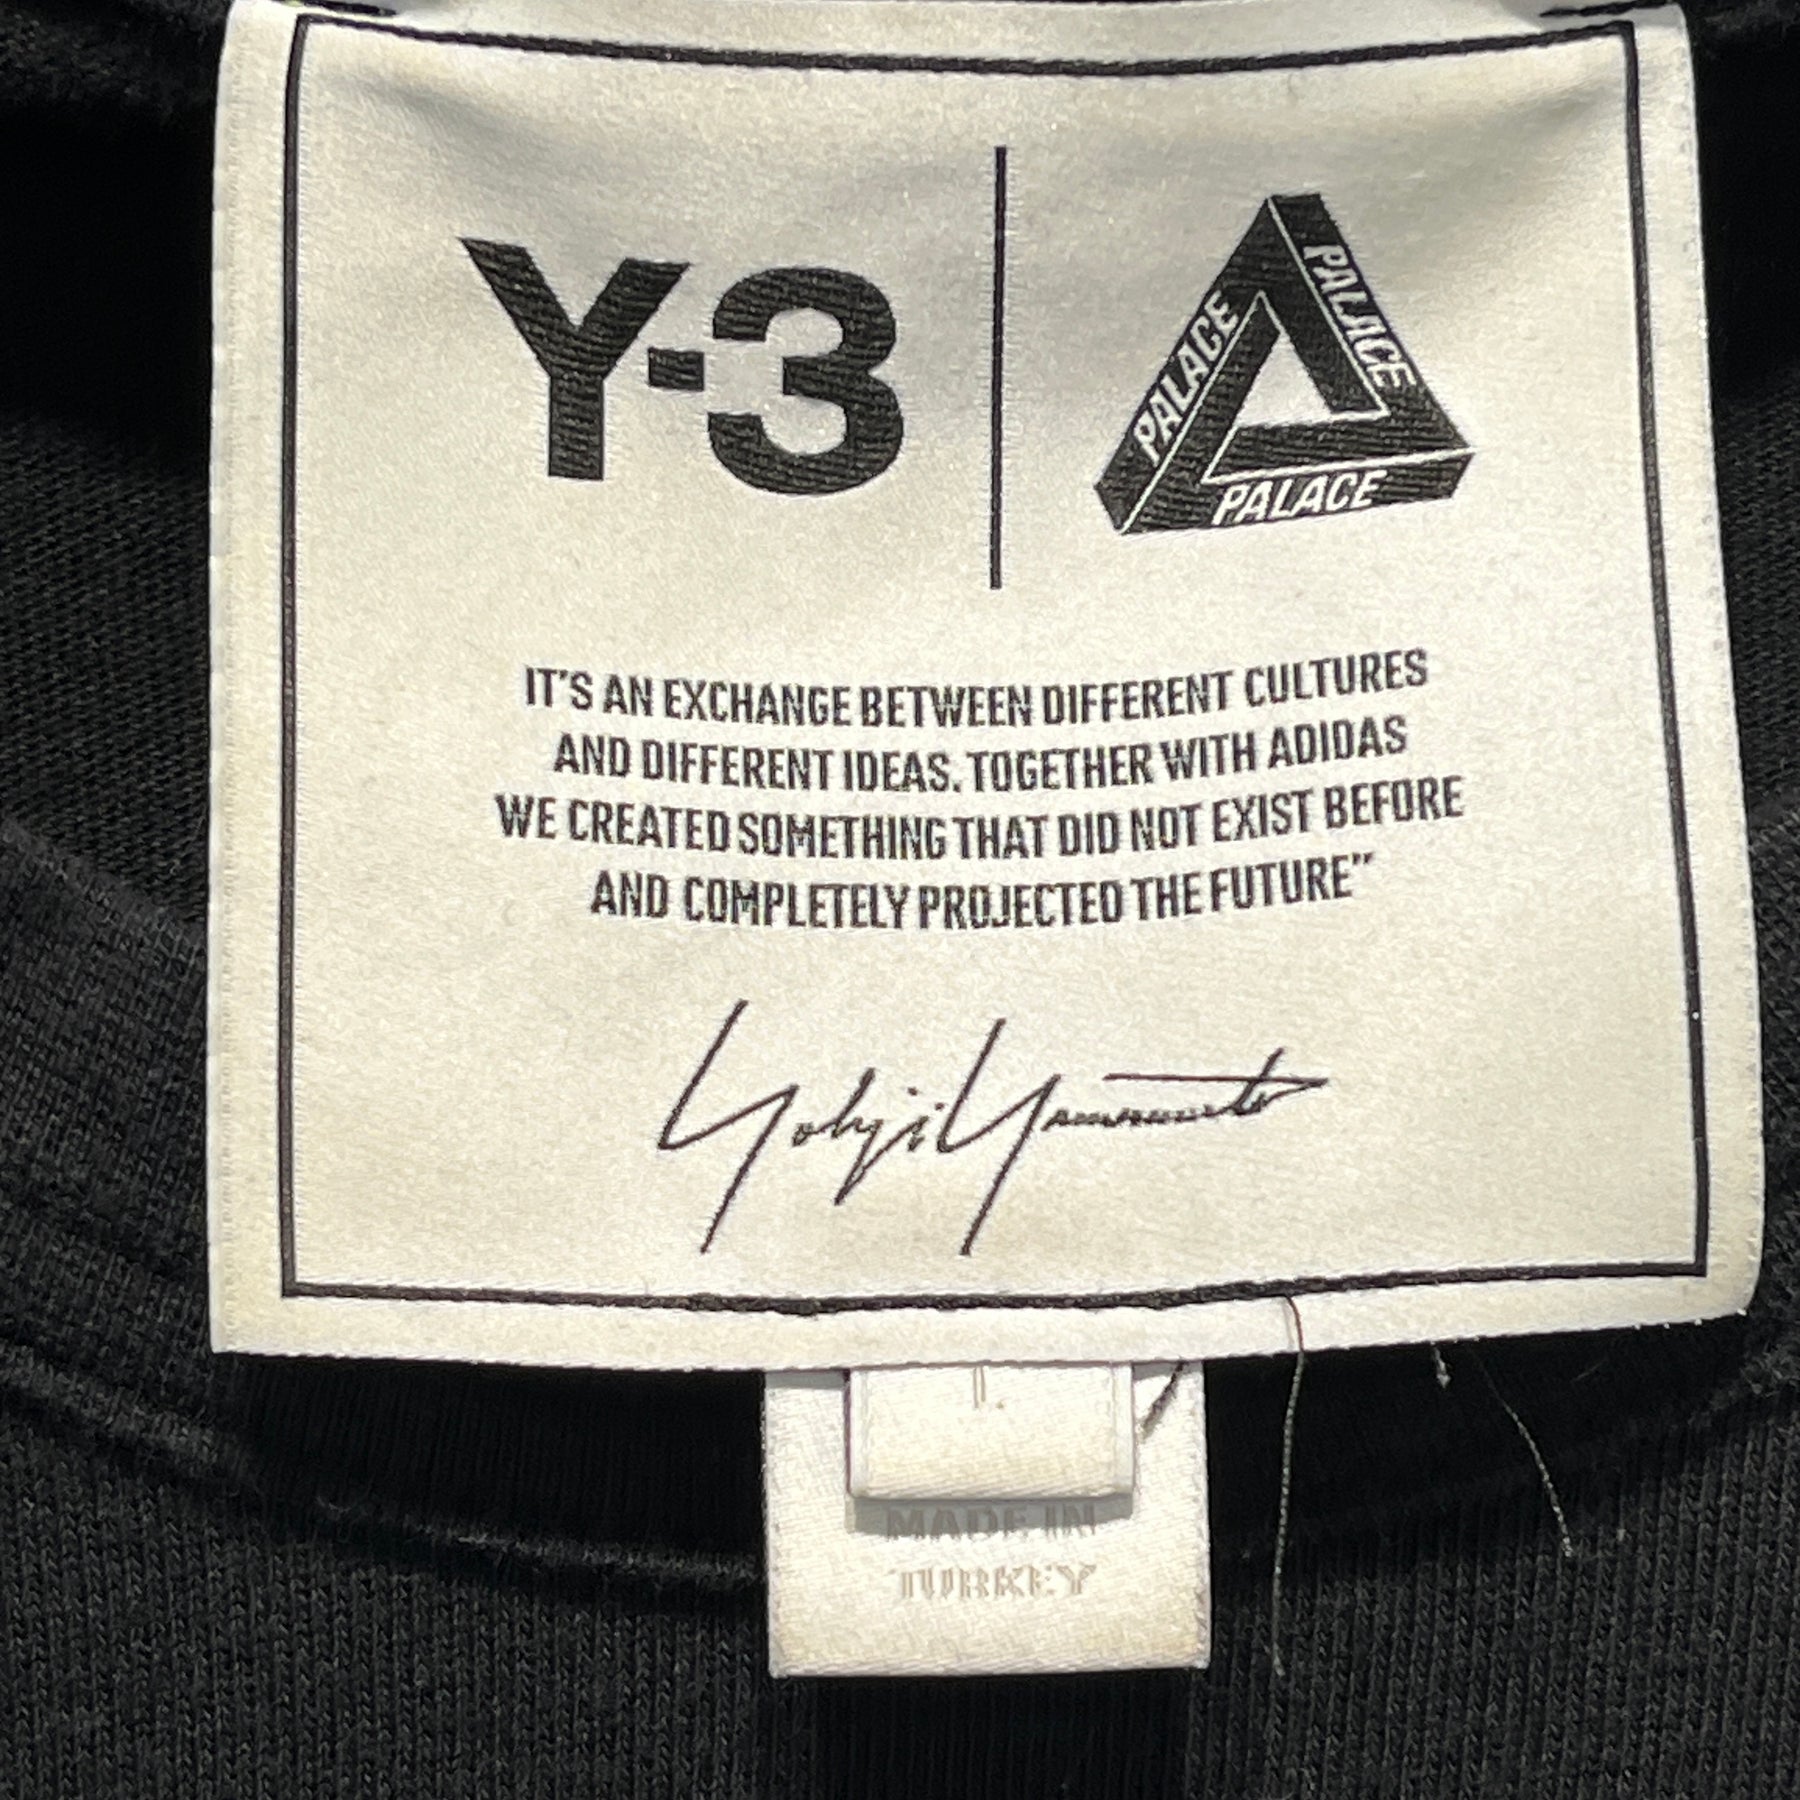 Y-3
PALACE
PALACE
PALACE
IT'S AN EXCHANGE BETWEEN DIFFERENT CULTURES
AND DIFFERENT IDEAS. TOGETHER WITH ADIDAS
WE CREATED SOMETHING THAT DID NOT EXIST BEFORE
AND COMPLETELY PROJECTED THE FUTURE"
Yohji Yamamoto
MADE IN
TURKEY